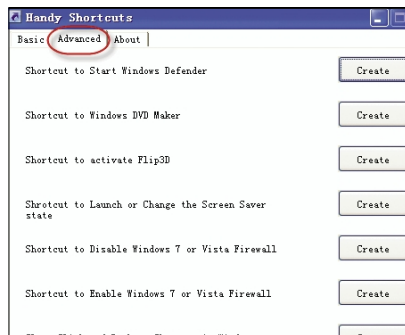 Handy Shortcuts
Basic Advanced About
Shortcut to Start Windows Defender Create
Shortcut to Windows DVD Maker Create
Shortcut to activate Flip3D Create
Shrotcut to Launch or Change the Screen Saver
state Create
Shortcut to Disable Windows 7 or Vista Firewall Create
Shortcut to Enable Windows 7 or Vista Firewall Create